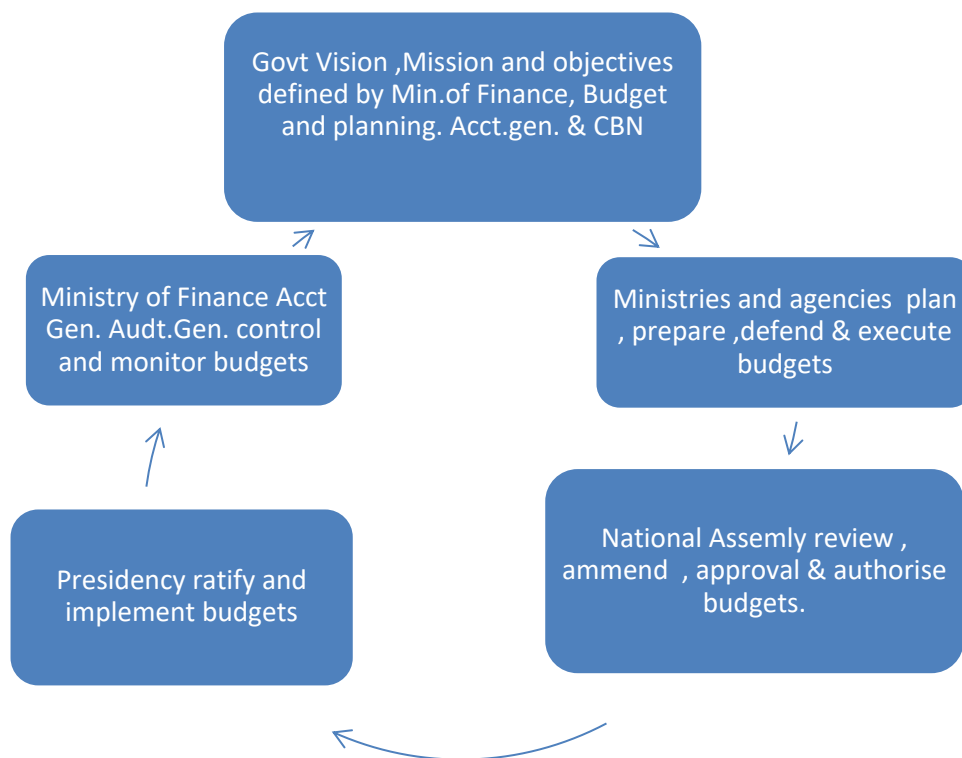 Govt Vision ,Mission and objectives
defined by Min.of Finance, Budget
and planning. Acct.gen. & CBN
Ministries and agencies  plan
, prepare ,defend & execute
budgets
National Assemly review ,
ammend  , approval & authorise
budgets.
Presidency ratify and
implement budgets
Ministry of Finance Acct
Gen. Audt.Gen. control
and monitor budgets